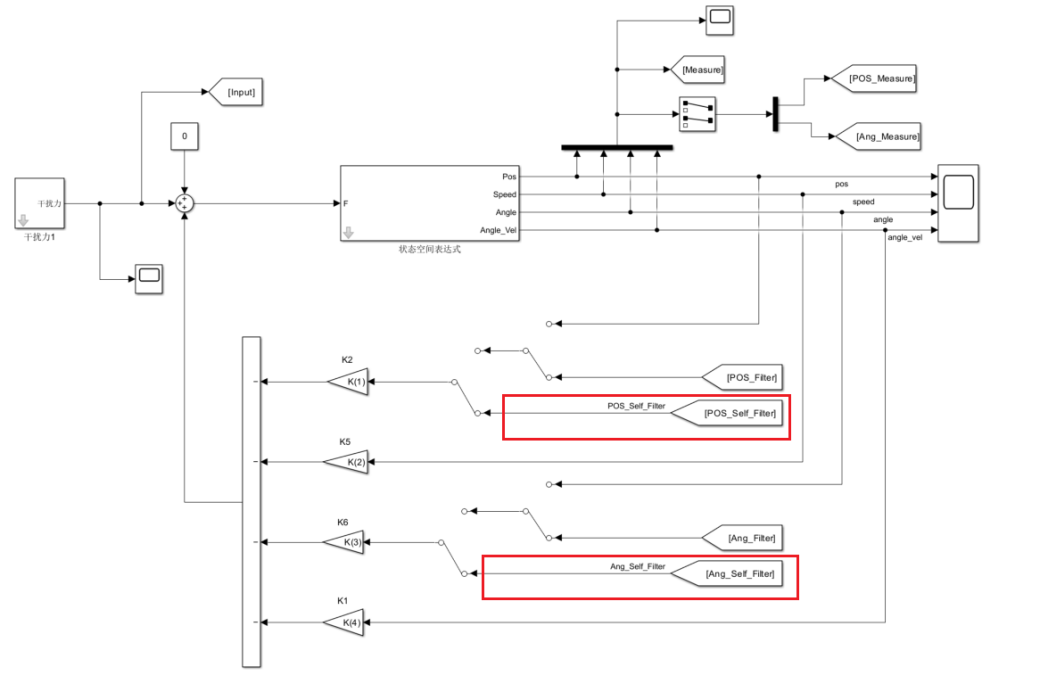 [Measure]
[POS_Measure]
[Input]
[Ang_Measure]
0
Pos
pos
Speed
speed
干扰力
F
Angle
angle
Angle_Vel
angle_vel
干扰力1
状态空间表达式
K2
K(1)
[POS_Filter]
POS_Self_Filter
[POS_Self_Filter]
K5
K(2)
K6
K(3)
[Ang_Filter]
Ang_Self_Filter
[Ang_Self_Filter]
K1
K(4)